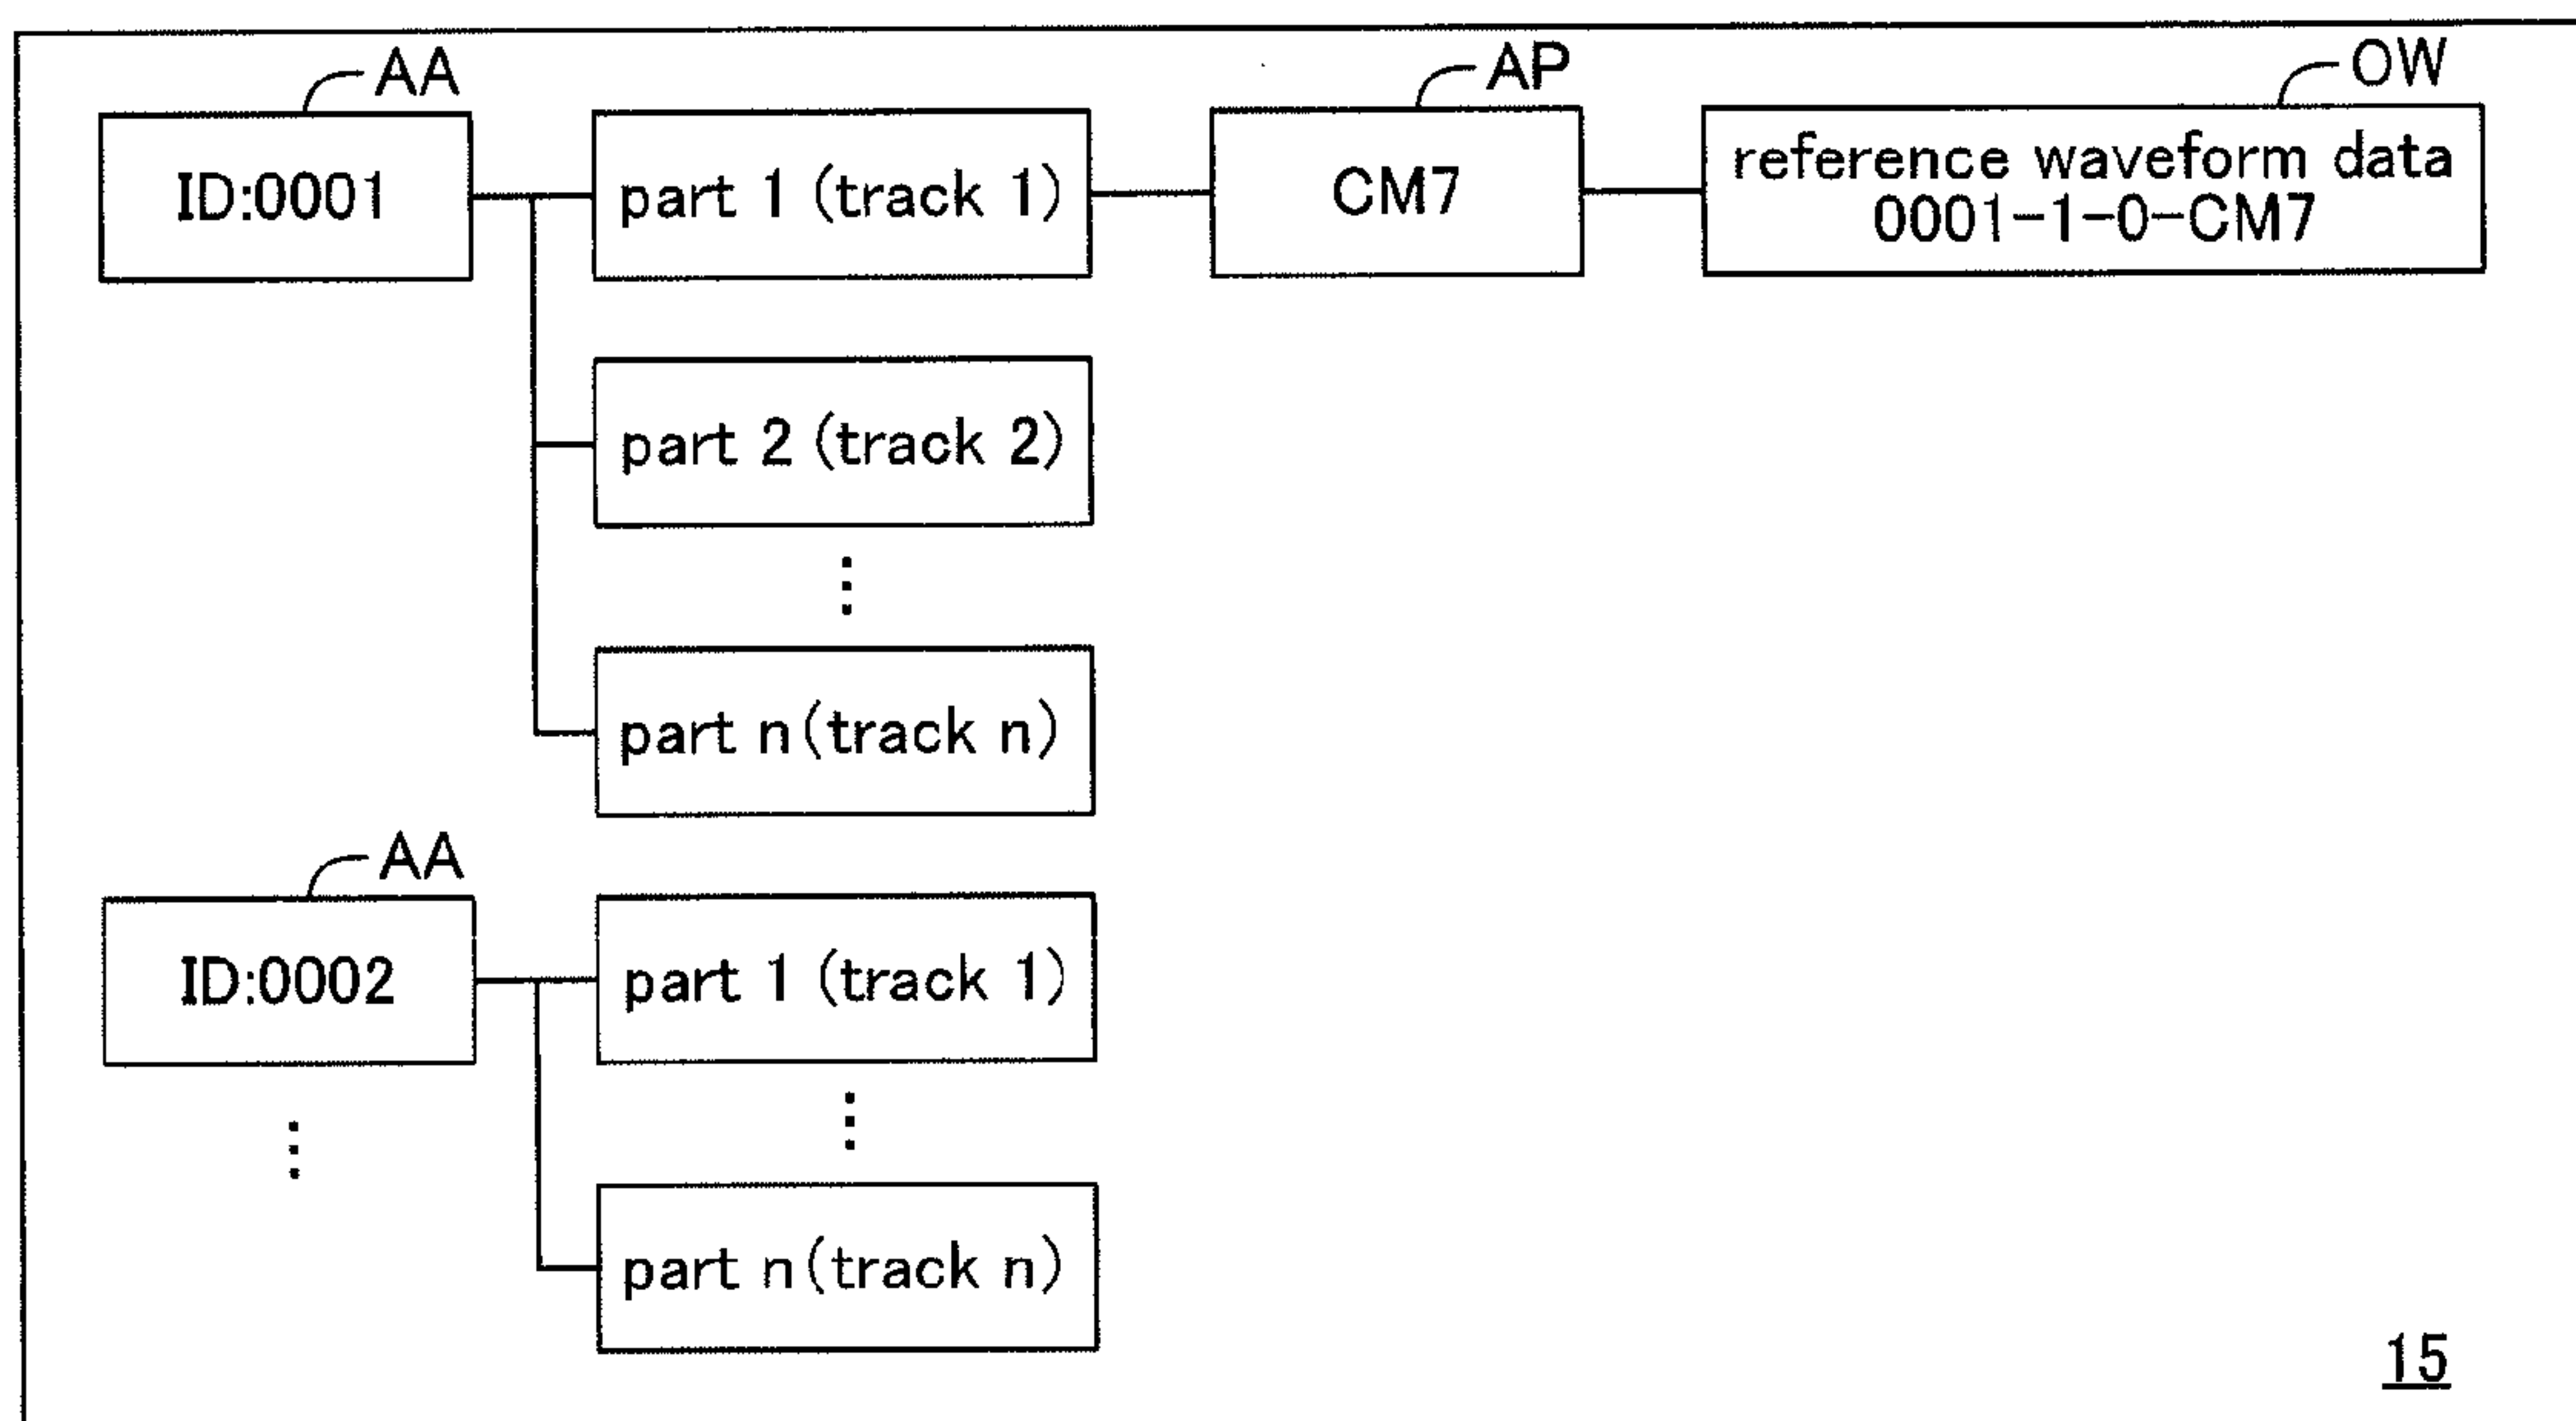 AA
AP
OW
ID:0001
part 1 (track 1)
CM7
reference waveform data
0001-1-0-CM7
part 2 (track 2)
⋮
part n(track n)
AA
ID:0002
part 1 (track 1)
⋮
⋮
part n(track n)
15